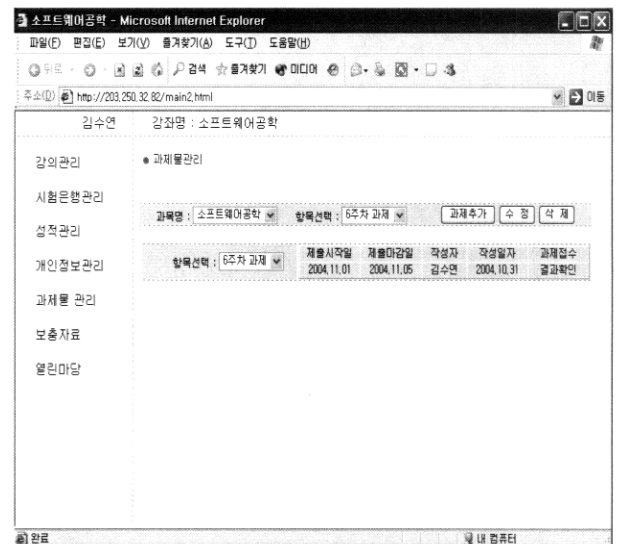 소프트웨어공학 - Microsoft Internet Explorer
파일(F) 편집(E) 보기(V) 즐겨찾기(A) 도구(T) 도움말(H)
뒤로 검색 즐겨찾기 미디어
주소(D) http://203,250,32,82/main2,html 이동
김수연 강좌명 : 소프트웨어공학
강의관리 ● 과제물관리
시험은행관리
과목명 : 소프트웨어공학 항목선택 : 6주차 과제 과제추가 수 정 삭 제
성적관리
제출시작일 제출마감일 작성자 작성일자 과제접수
개인정보관리 항목선택 : 6주차 과제
2004,11,01 2004,11,05 김수연 2004,10,31 결과확인
과제물 관리
보충자료
열린마당
완료 내 컴퓨터